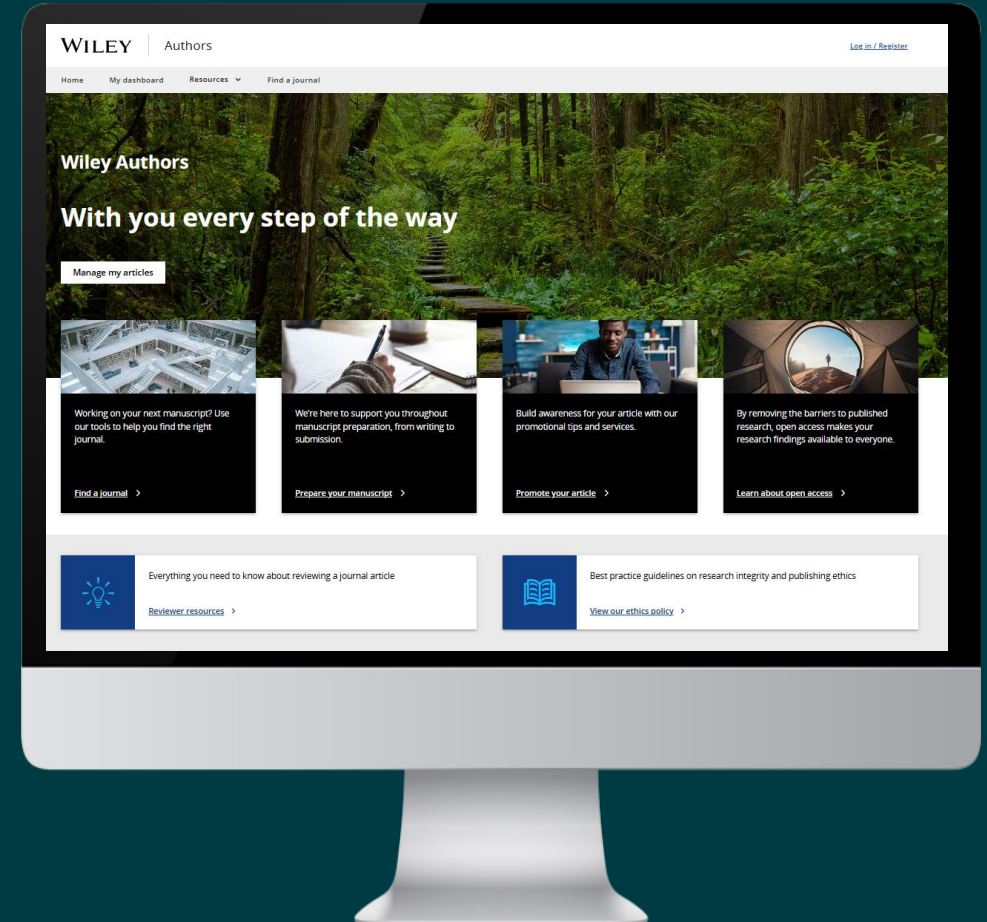 WILEY Authors
Log in / Register
Home My dashboard Resources Find a journal
Wiley Authors
With you every step of the way
Manage my articles
Working on your next manuscript? Use
our tools to help you find the right
journal.
Find a journal >
We're here to support you throughout
manuscript preparation, from writing to
submission.
Prepare your manuscript >
Build awareness for your article with our
promotional tips and services.
Promote your article >
By removing the barriers to published
research, open access makes your
research findings available to everyone.
Learn about open access >
Everything you need to know about reviewing a journal article
Reviewer resources >
Best practice guidelines on research integrity and publishing ethics
View our ethics policy >